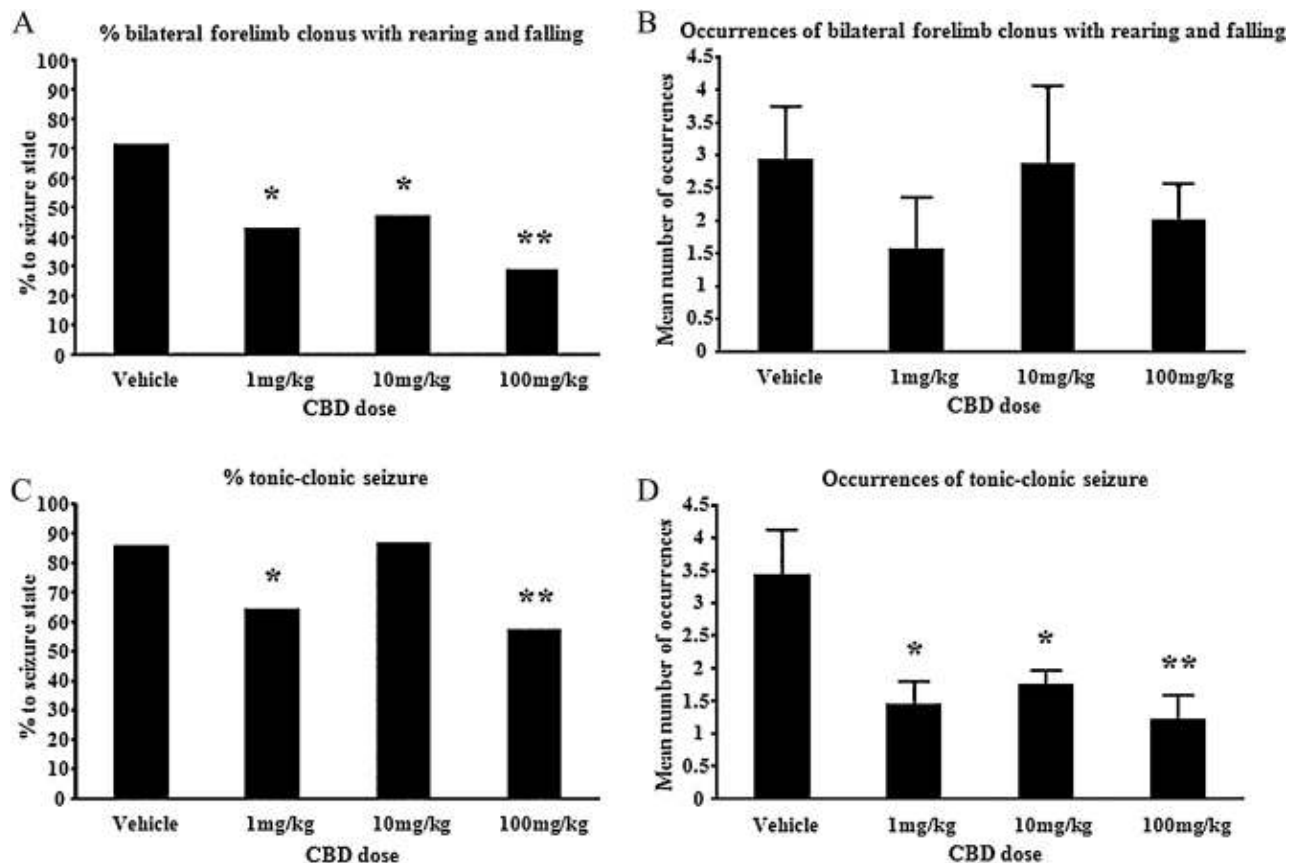 A
% bilateral forelimb clonus with rearing and falling
% to seizure state
100
90
80
70
60
50
40
30
20
10
0
*
*
**
Vehicle 1mg/kg 10mg/kg 100mg/kg
CBD dose
B
Occurrences of bilateral forelimb clonus with rearing and falling
Mean number of occurrences
4.5
4
3.5
3
2.5
2
1.5
1
0.5
0
Vehicle 1mg/kg 10mg/kg 100mg/kg
CBD dose
C
% tonic-clonic seizure
% to seizure state
100
90
80
70
60
50
40
30
20
10
0
*
**
Vehicle 1mg/kg 10mg/kg 100mg/kg
CBD dose
D
Occurrences of tonic-clonic seizure
Mean number of occurrences
4.5
4
3.5
3
2.5
2
1.5
1
0.5
0
*
*
**
Vehicle 1mg/kg 10mg/kg 100mg/kg
CBD dose